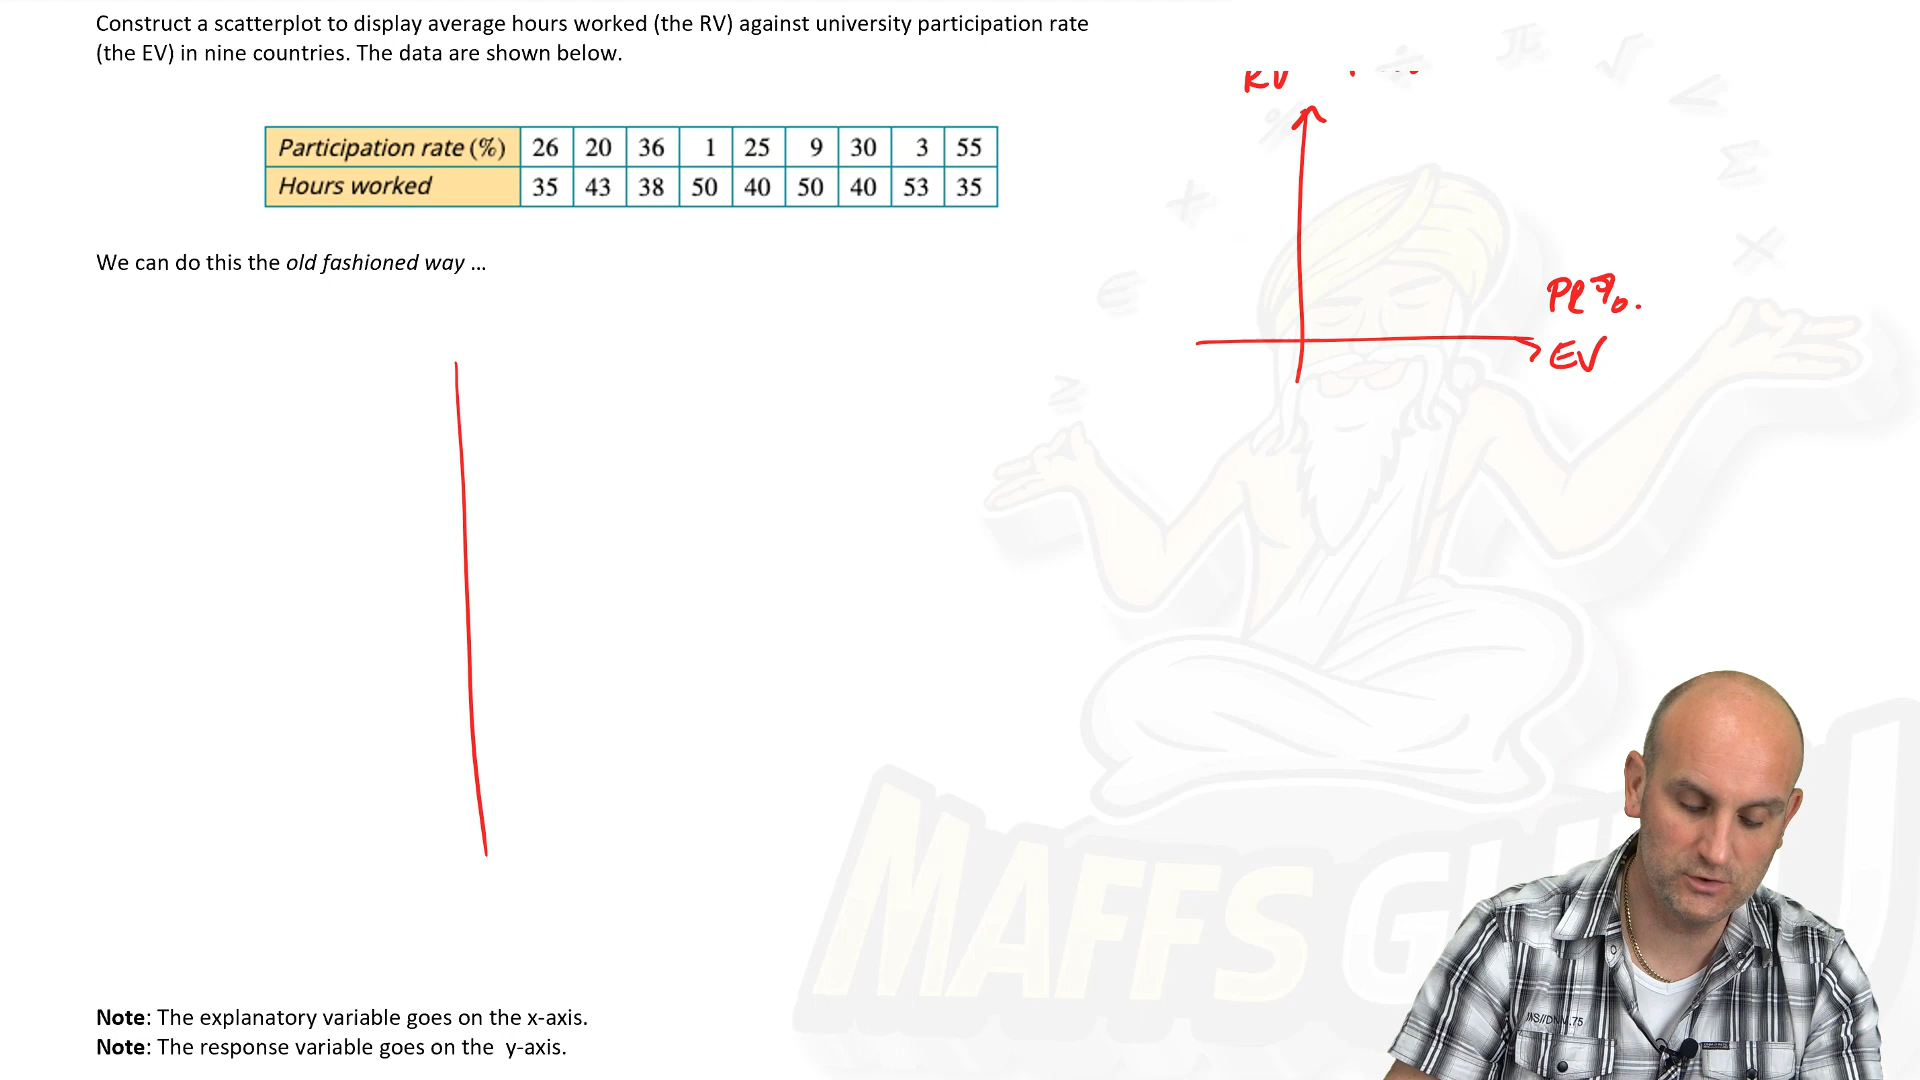 Construct a scatterplot to display average hours worked (the RV) against university participation rate
(the EV) in nine countries. The data are shown below.
RV
Participation rate (%) 26 20 36 1 25 9 30 3 55
Hours worked 35 43 38 50 40 50 40 53 35
We can do this the old fashioned way ...
PR %.
EV
MAFFS GU
Note: The explanatory variable goes on the x-axis.
Note: The response variable goes on the y-axis.